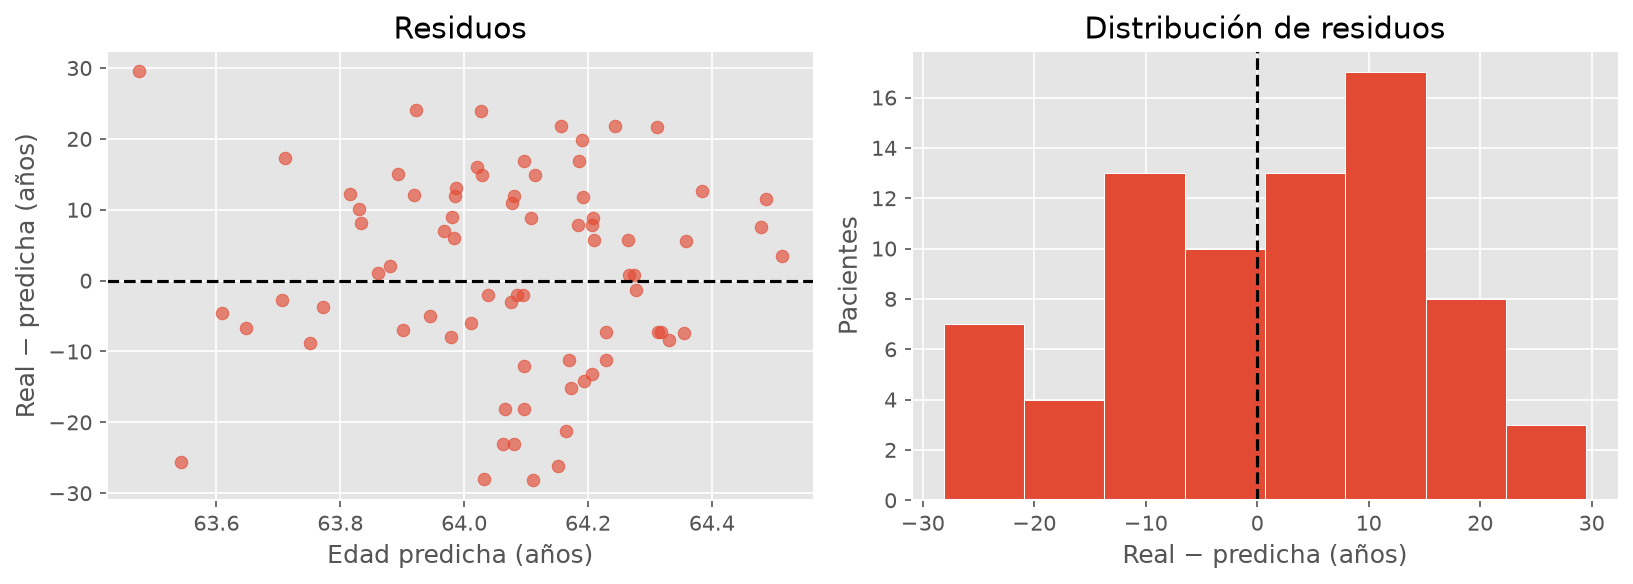 Residuos
30
20
10
0
−10
−20
−30
Real − predicha (años)
63.6 63.8 64.0 64.2 64.4
Edad predicha (años)
Distribución de residuos
16
14
12
10
8
6
4
2
0
Pacientes
−30 −20 −10 0 10 20 30
Real − predicha (años)